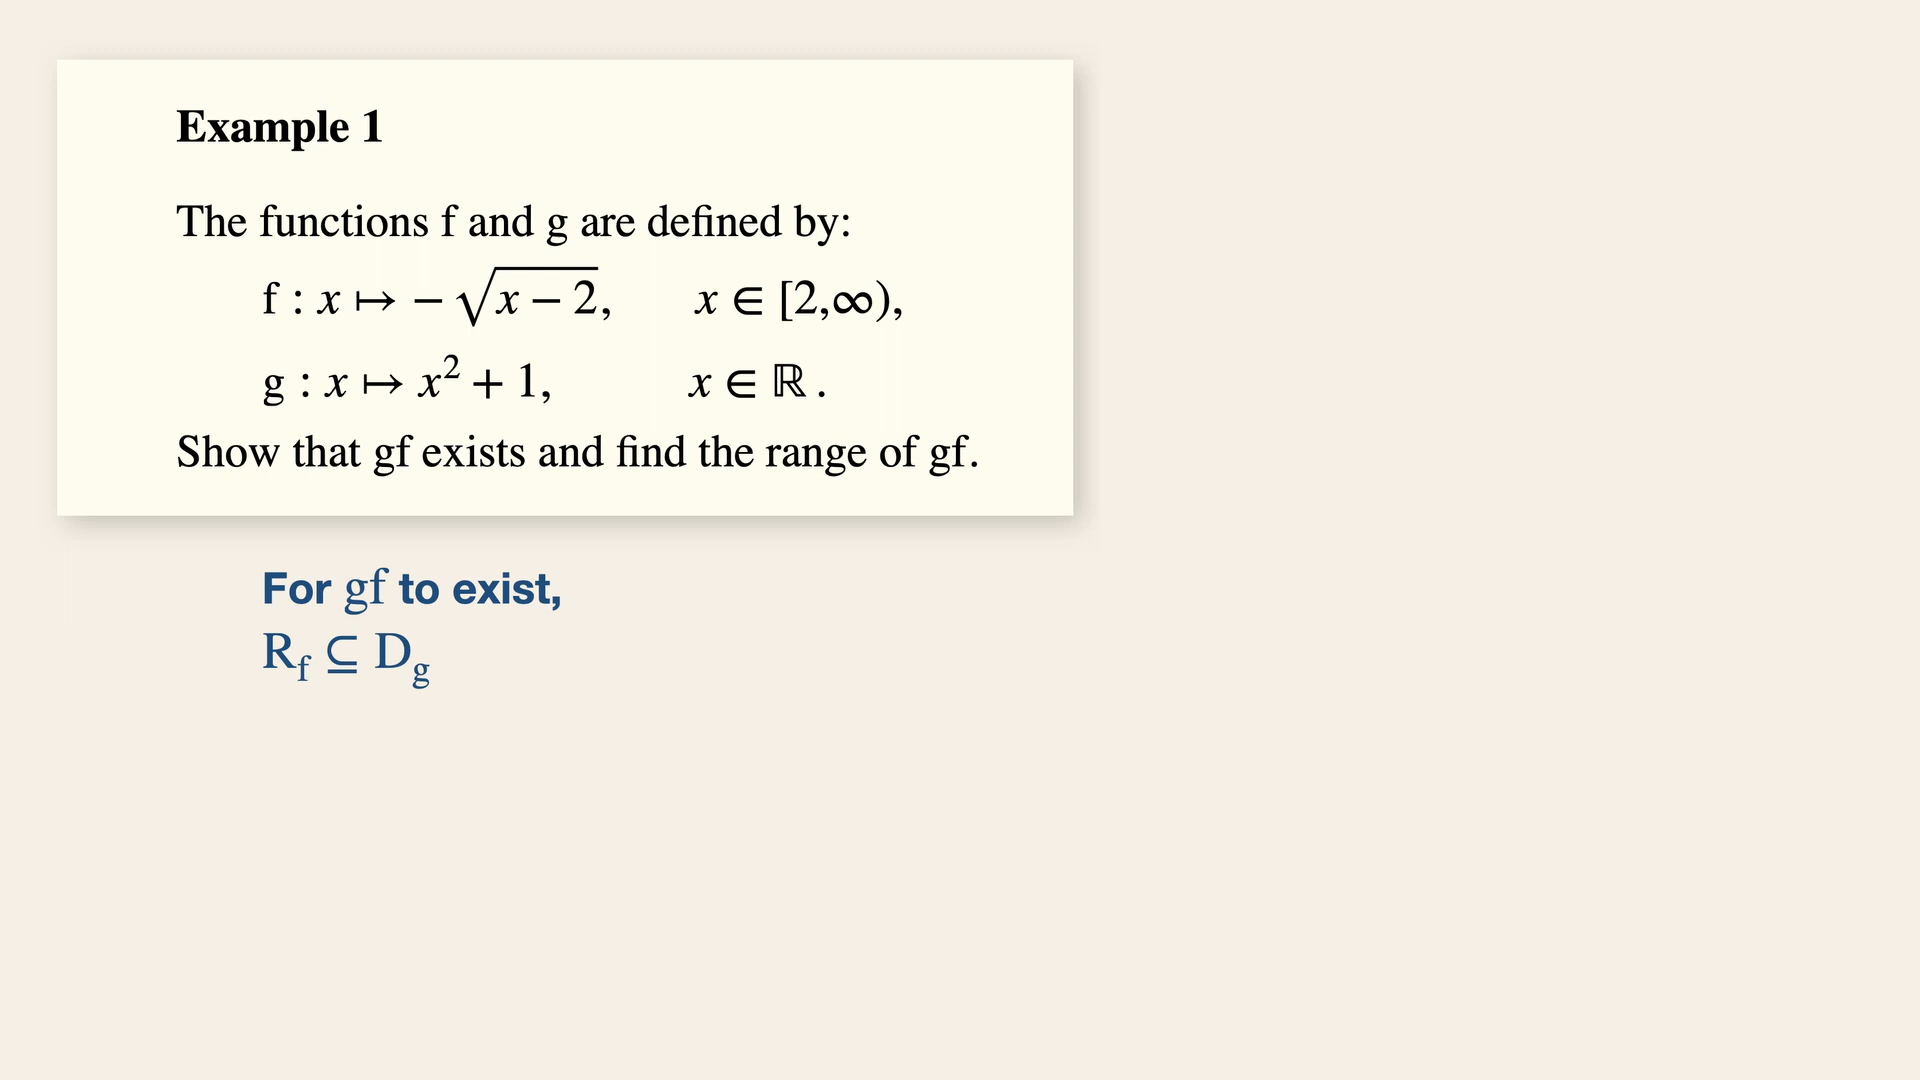 Example 1
The functions f and g are defined by:
f : x ↦ − √(x − 2), x ∈ [2,∞),
g : x ↦ x² + 1, x ∈ ℝ .
Show that gf exists and find the range of gf.
For gf to exist,
R_f ⊆ D_g